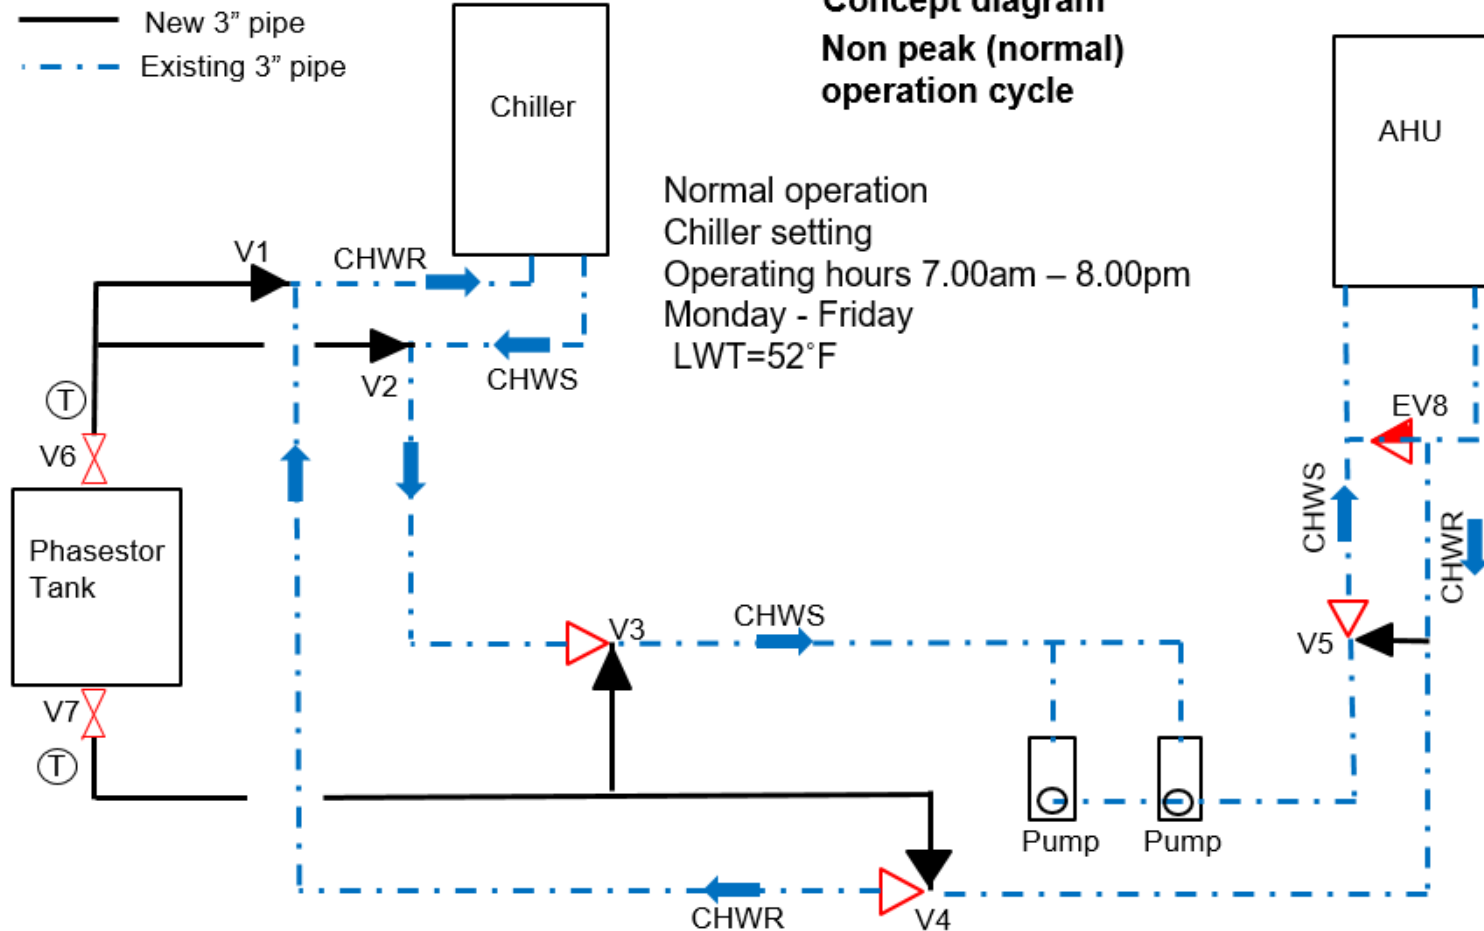 Concept diagram
New 3” pipe
Existing 3” pipe
Non peak (normal)
operation cycle
Chiller
AHU
Normal operation
Chiller setting
Operating hours 7.00am – 8.00pm
Monday - Friday
LWT=52˚F
V1
CHWR
V2
CHWS
T
V6
EV8
CHWS
CHWR
Phasestor
Tank
V3
CHWS
V5
V7
T
Pump
Pump
CHWR
V4